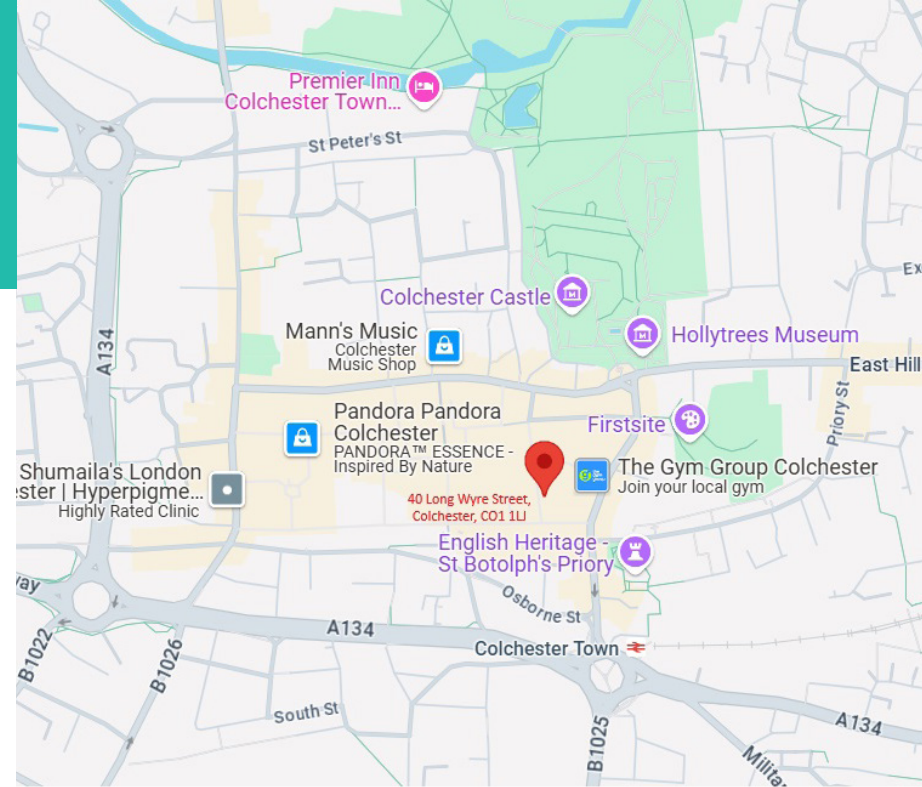 Premier Inn
Colchester Town...
St Peter's St
Colchester Castle
Mann's Music
Colchester
Music Shop
Hollytrees Museum
A134
East Hill
Ex
Priory St
Pandora Pandora
Colchester
PANDORA™ ESSENCE -
Inspired By Nature
Firstsite
The Gym Group Colchester
Join your local gym
Shumaila's London
ester | Hyperpigme...
Highly Rated Clinic
40 Long Wyre Street,
Colchester, CO1 1LJ
English Heritage -
St Botolph's Priory
Osborne St
way
A134
Colchester Town
B1022
B1026
South St
B1025
A134
Milita